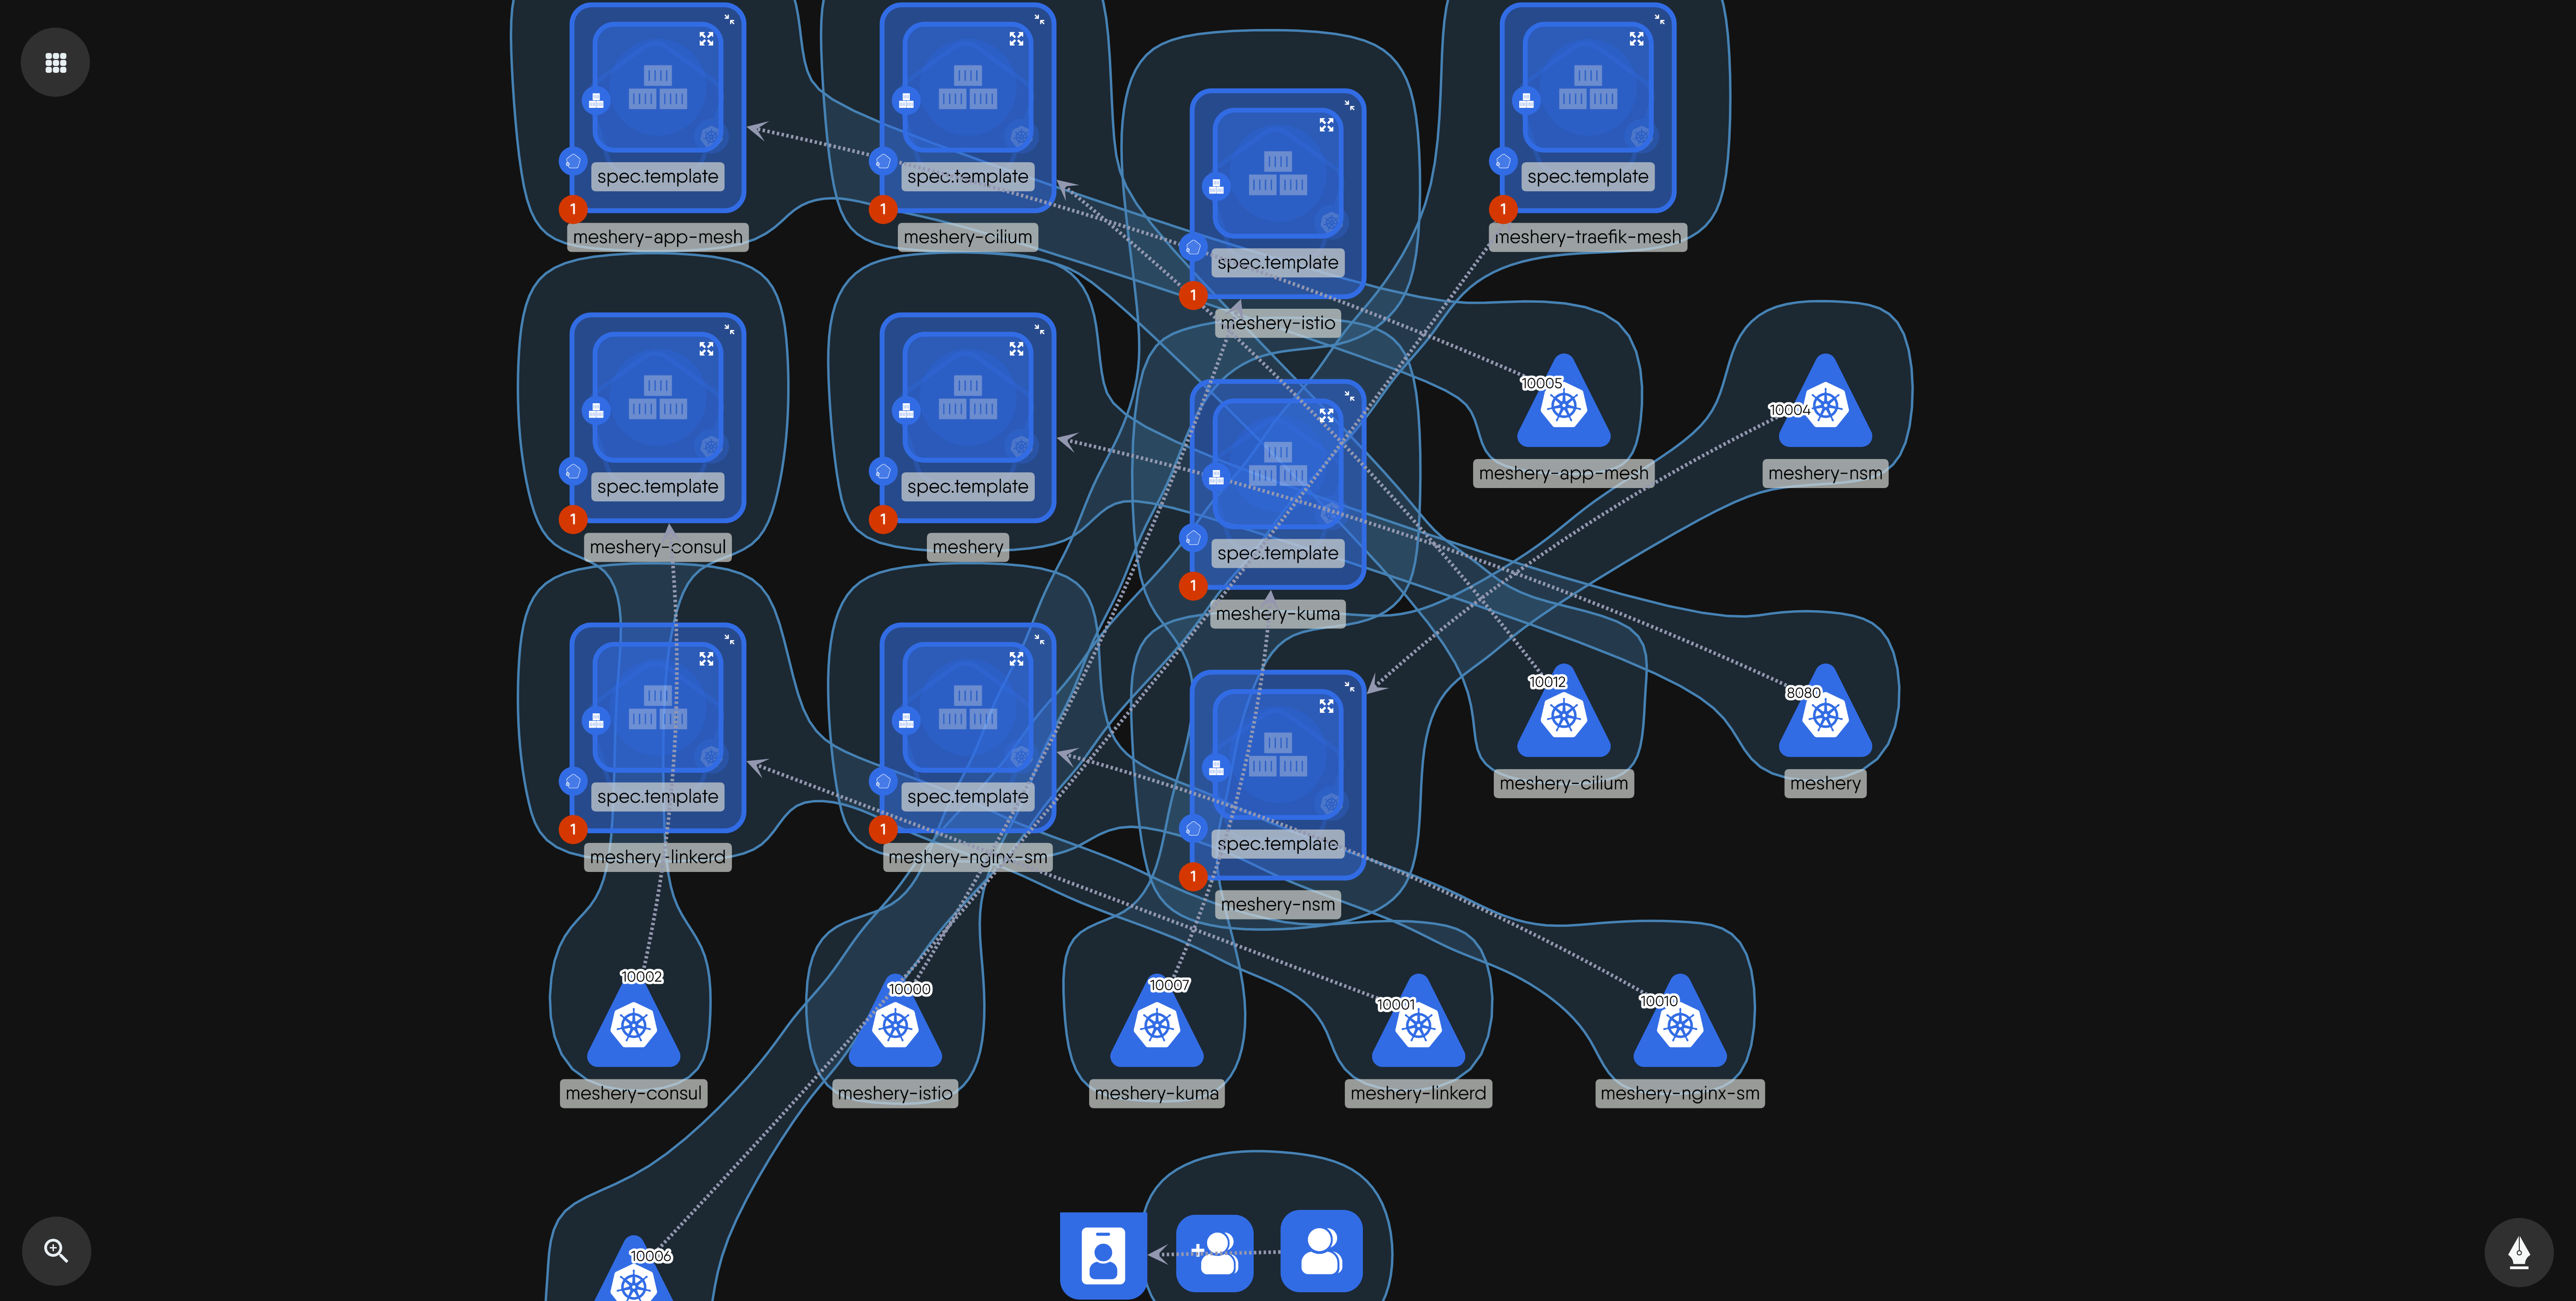 spec.template
1
meshery-app-mesh
spec.template
1
meshery-cilium
spec.template
1
meshery-istio
spec.template
1
meshery-traefik-mesh
spec.template
1
meshery-consul
spec.template
1
meshery
spec.template
1
meshery-kuma
10005
meshery-app-mesh
10004
meshery-nsm
spec.template
1
meshery-linkerd
spec.template
1
meshery-nginx-sm
spec.template
1
meshery-nsm
10012
meshery-cilium
8080
meshery
10002
meshery-consul
10000
meshery-istio
10007
meshery-kuma
10001
meshery-linkerd
10010
meshery-nginx-sm
10006